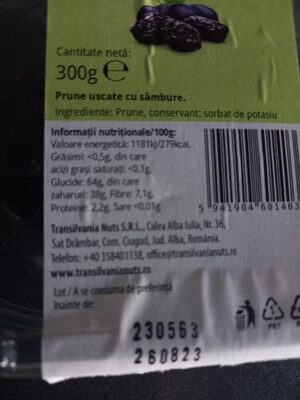 Cantitate netă:
300g ℮
Prune uscate cu sâmbure.
Ingrediente: Prune, conservant: sorbat de potasiu
Informații nutriționale/100g:
Valoare energetică: 1181kJ/279kcal,
Grăsimi: <0,5g, din care
acizi grași saturați: <0,1g,
Glucide: 64g, din care
zaharuri: 38g, Fibre: 7,1g,
Proteine: 2,2g, Sare <0,01g
5 941904 601403
Transilvania Nuts S.R.L., Calea Alba Iulia, Nr. 36,
Sat Drâmbar, Com. Ciugud, Jud. Alba, România.
Telefon: +40 358401138, office@transilvanianuts.ro
www.transilvanianuts.ro
Lot / A se consuma de preferință
înainte de:
230563
260823
PET